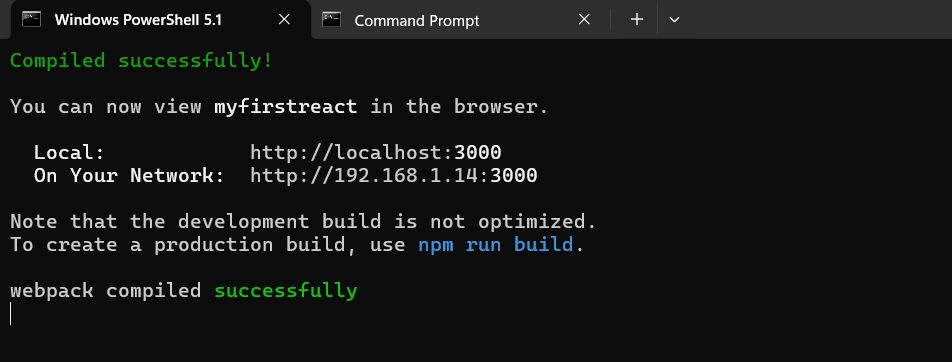 Windows PowerShell 5.1
Command Prompt
Compiled successfully!
You can now view myfirstreact in the browser.
Local: http://localhost:3000
On Your Network: http://192.168.1.14:3000
Note that the development build is not optimized.
To create a production build, use npm run build.
webpack compiled successfully